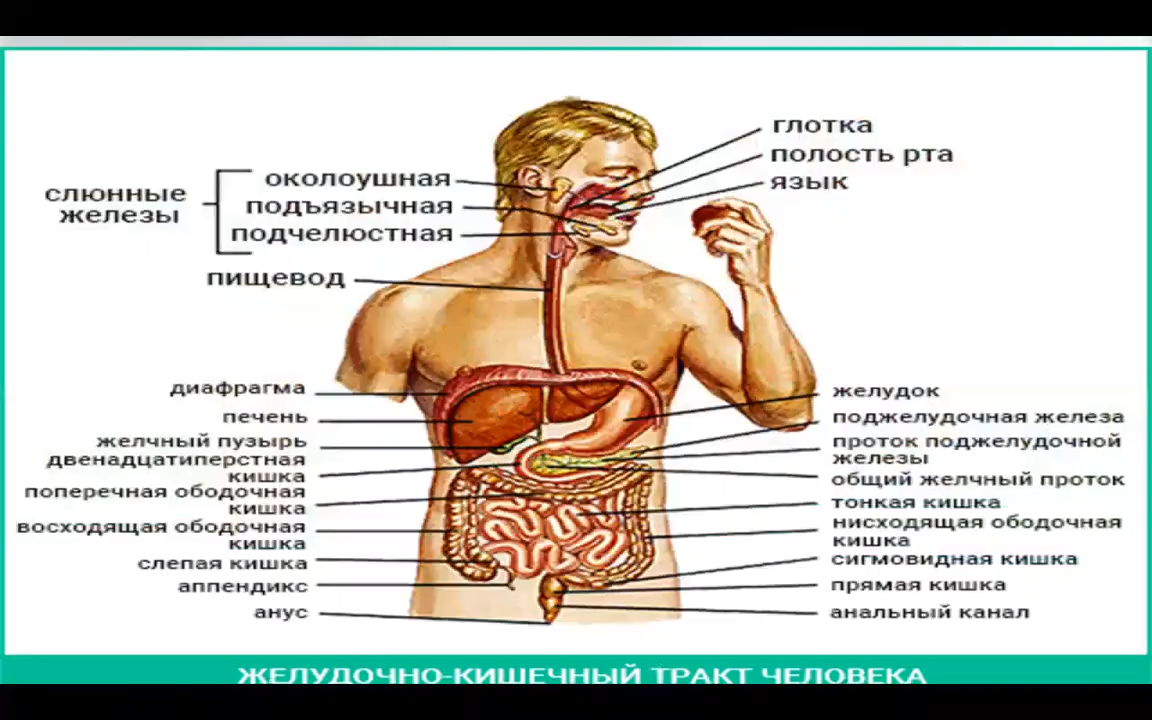 глотка
полость рта
язык
слюнные
железы
околоушная
подъязычная
подчелюстная
пищевод
диафрагма
печень
желчный пузырь
двенадцатиперстная
кишка
поперечная ободочная
кишка
восходящая ободочная
кишка
слепая кишка
аппендикс
анус
желудок
поджелудочная железа
проток поджелудочной
железы
общий желчный проток
тонкая кишка
нисходящая ободочная
кишка
сигмовидная кишка
прямая кишка
анальный канал
ЖЕЛУДОЧНО-КИШЕЧНЫЙ ТРАКТ ЧЕЛОВЕКА